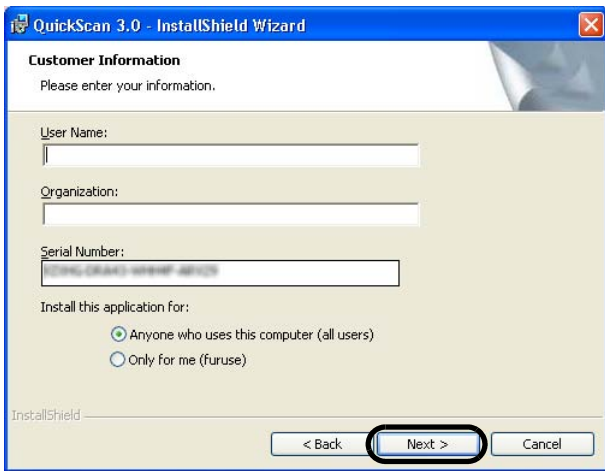 QuickScan 3.0 - InstallShield Wizard
Customer Information
Please enter your information.
User Name:
Organization:
Serial Number:
Install this application for:
Anyone who uses this computer (all users)
Only for me (furuse)
InstallShield
< Back
Next >
Cancel